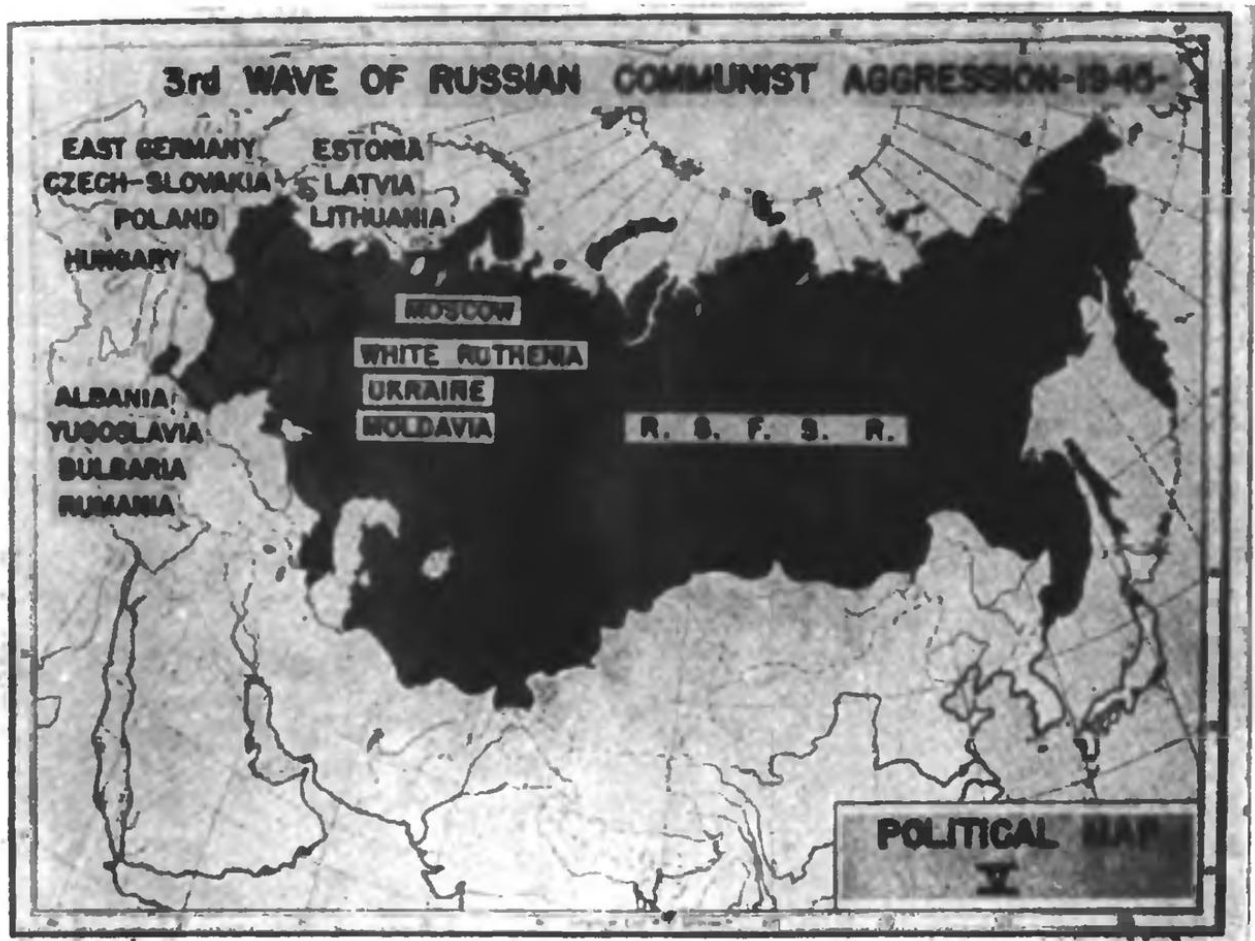 3rd WAVE OF RUSSIAN COMMUNIST AGGRESSION-1945-
EAST GERMANY
CZECH-SLOVAKIA
POLAND
HUNGARY
ESTONIA
LATVIA
LITHUANIA
MOSCOW
WHITE RUTHENIA
UKRAINE
MOLDAVIA
R. S. F. S. R.
ALBANIA
YUGOSLAVIA
BULBARIA
RUMANIA
POLITICAL MAP
V